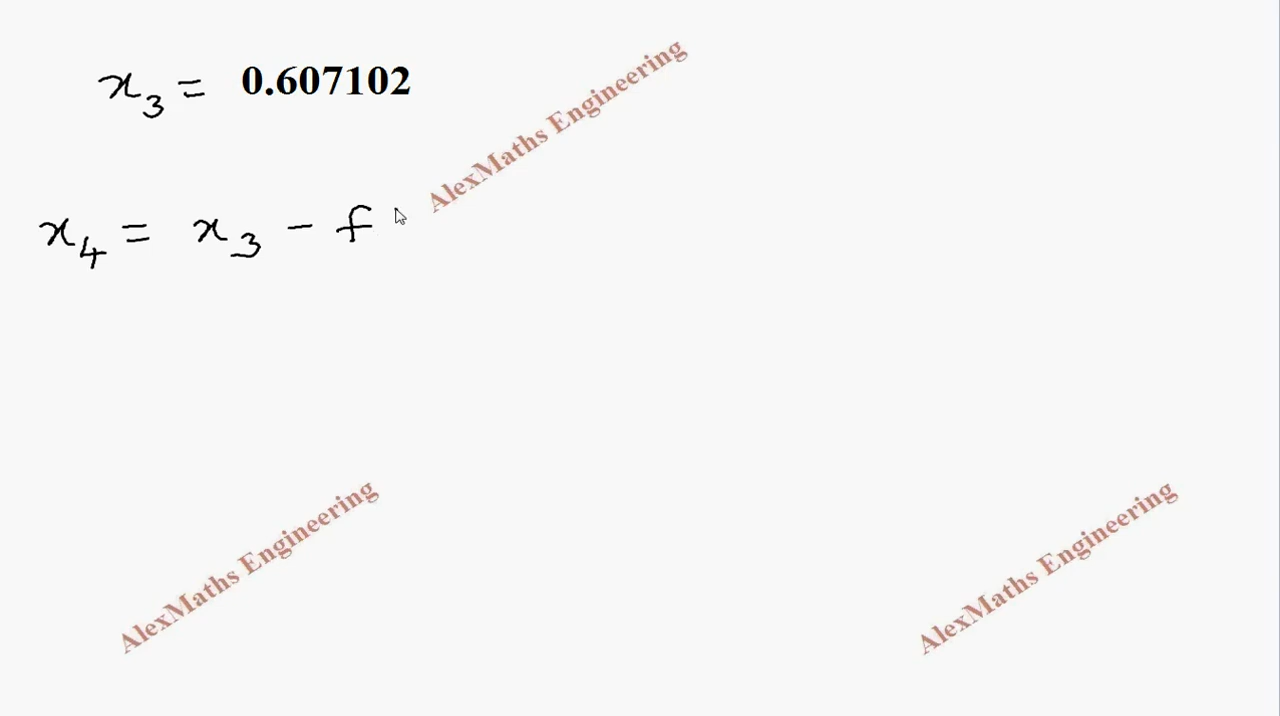 x₃ = 0.607102
AlexMaths Engineering
x₄ = x₃ - f
AlexMaths Engineering
AlexMaths Engineering